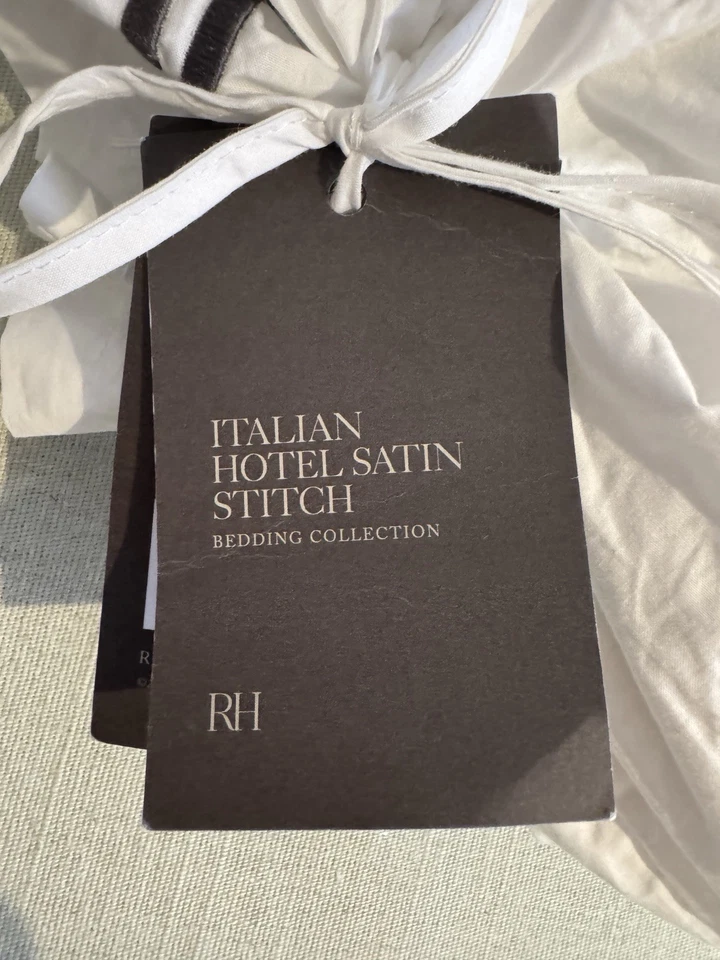 ITALIAN
HOTEL SATIN
STITCH
BEDDING COLLECTION
RH
R